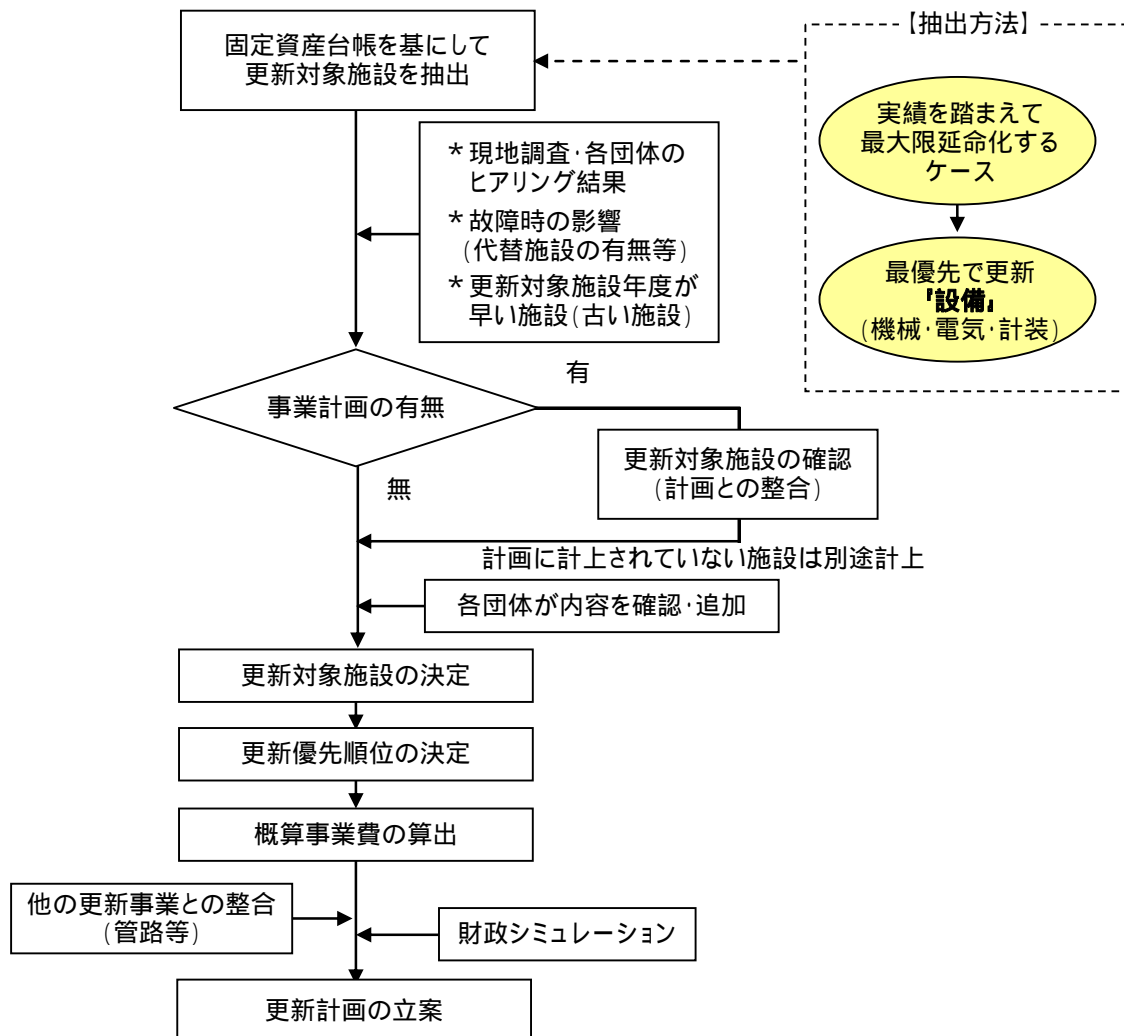 固定資産台帳を基にして
更新対象施設を抽出
【抽出方法】
実績を踏まえて
最大限延命化する
ケース
最優先で更新
『設備』
(機械・電気・計装)
＊現地調査・各団体の
ヒアリング結果
＊故障時の影響
(代替施設の有無等)
＊更新対象施設年度が
早い施設(古い施設)
事業計画の有無
有
無
更新対象施設の確認
(計画との整合)
計画に計上されていない施設は別途計上
各団体が内容を確認・追加
更新対象施設の決定
更新優先順位の決定
概算事業費の算出
他の更新事業との整合
(管路等)
財政シミュレーション
更新計画の立案